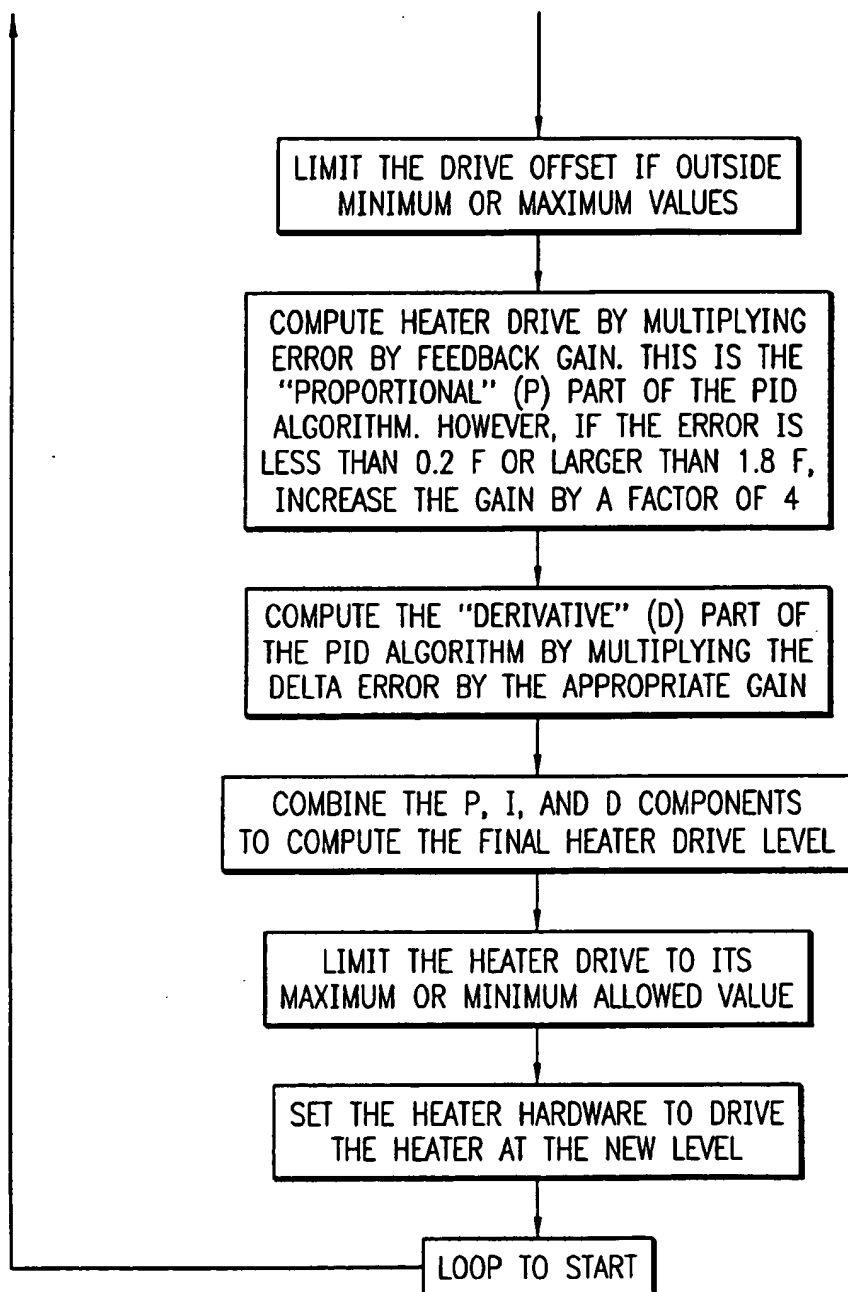 LIMIT THE DRIVE OFFSET IF OUTSIDE
MINIMUM OR MAXIMUM VALUES
COMPUTE HEATER DRIVE BY MULTIPLYING
ERROR BY FEEDBACK GAIN. THIS IS THE
"PROPORTIONAL" (P) PART OF THE PID
ALGORITHM. HOWEVER, IF THE ERROR IS
LESS THAN 0.2 F OR LARGER THAN 1.8 F,
INCREASE THE GAIN BY A FACTOR OF 4
COMPUTE THE "DERIVATIVE" (D) PART OF
THE PID ALGORITHM BY MULTIPLYING THE
DELTA ERROR BY THE APPROPRIATE GAIN
COMBINE THE P, I, AND D COMPONENTS
TO COMPUTE THE FINAL HEATER DRIVE LEVEL
LIMIT THE HEATER DRIVE TO ITS
MAXIMUM OR MINIMUM ALLOWED VALUE
SET THE HEATER HARDWARE TO DRIVE
THE HEATER AT THE NEW LEVEL
LOOP TO START